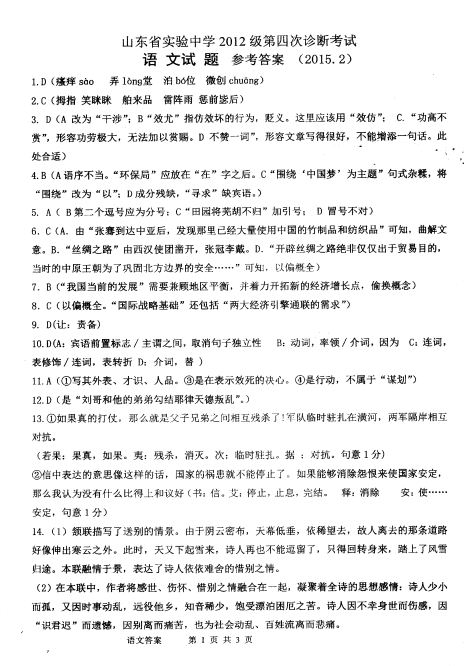 山东省实验中学 2012 级第四次诊断考试
语 文 试 题 参考答案 （2015.2）
1.D（瘙痒 sào 弄 lòng堂 泊 bó位 微创 chuāng）
2.C（拇指 笑眯眯 舶来品 雷阵雨 惩前毖后）
3. D（A 改为“干涉”；B“效尤”指仿效坏的行为，贬义。这里应该用“效仿”； C.“功高不
赏”，形容功劳极大，无法加以赏赐。D 不赞一词”，形容文章写得很好，不能增添一句话。此
处合适）
4.B（A 语序不当。“环保局”应放在“在”字之后。C“围绕‘中国梦’为主题”句式杂糅，将
“围绕”改为“以”；D 成分残缺，“寻求”缺宾语。）
5. A（ B第二个逗号应为分号；C“田园将芜胡不归”加引号； D 冒号不对）
6. C（A. 由“张骞到达中亚后，发现那里已经大量使用中国的竹制品和纺织品”可知，曲解文
意。B.“丝绸之路”由西汉使团凿开，张冠李戴。D.“开辟丝绸之路绝非仅仅出于贸易目的，
当时的中原王朝为了巩固北方边界的安全……”可知，以偏概全）
7. B（“我国当前的发展”需要兼顾地区平衡，并着力开拓新的经济增长点，偷换概念）
8. C（以偏概全。“国际战略基础”还包括“两大经济引擎通联的需求”）
9. D(让：责备)
10.D(A：宾语前置标志／主谓之间，取消句子独立性 B：动词，率领／介词，因为 C：连词，
表修饰／连词，表转折 D：介词，替 )
11.A（①写其外表、才识、人品。③是在表示效死的决心。④是行动，不属于“谋划”）
12.D（是“刘哥和他的弟弟勾结耶律天德叛乱”。）
13.①如果真的打仗，那么就是父子兄弟之间相互残杀了！军队临时驻扎在潢河，两军隔岸相互
对抗。
（若果：果真，如果。夷：残杀，消灭。次：临时驻扎。据：对抗。句意 1 分）
②信中表达的意思像这样的话，国家的祸患就不能停止了。如果能够消除怨恨来使国家安定，
那么我认为没有什么比得上和议好（书：信。艾：停止，止息，完结。 释：消除 安：使……
安定，句意 1 分）
14.（1）颔联描写了送别的情景。由于阴云密布，天幕低垂，依稀望去，故人离去的那条道路
好像伸出寒云之外。此时，天又下起雪来，诗人再也不能逗留了，只得回转身来，踏上了风雪
归途。本联融情于景，表达了诗人依依难舍的惜别之情。
（2）在本联中，作者将感世、伤怀、惜别之情融合在一起，凝聚着全诗的思想感情：诗人少小
而孤，又因时事动乱，远役他乡，知音稀少，饱受漂泊困厄之苦。诗人因不幸身世而伤感，因
“识君迟”而遗憾，因别离而痛苦，也为社会动乱、百姓流离而悲痛。
语文答案 第 1 页 共 3 页